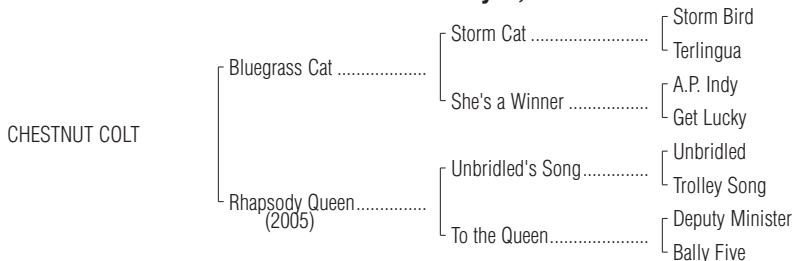 Storm Bird
Storm Cat ........................
Terlingua
Bluegrass Cat ...................
A.P. Indy
She's a Winner ................
Get Lucky
CHESTNUT COLT
Unbridled
Unbridled's Song..............
Trolley Song
Rhapsody Queen...............
(2005)
Deputy Minister
To the Queen....................
Bally Five